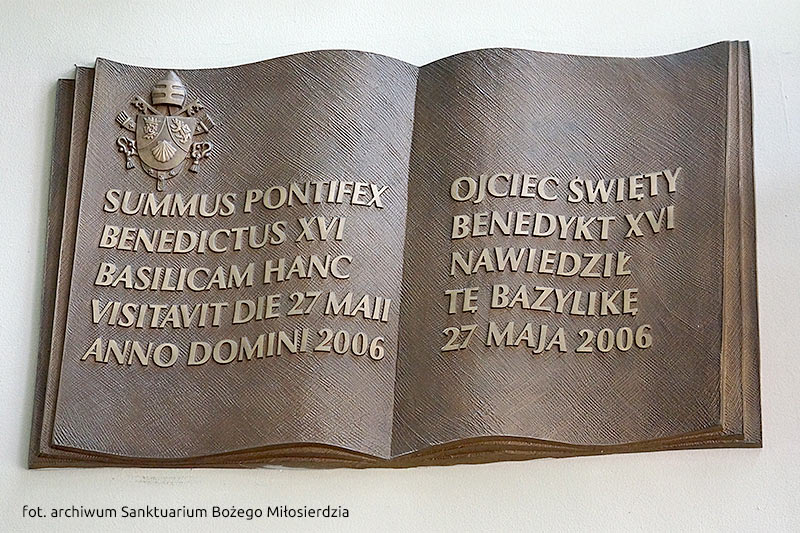 SUMMUS PONTIFEX
BENEDICTUS XVI
BASILICAM HANC
VISITAVIT DIE 27 MAII
ANNO DOMINI 2006
OJCIEC ŚWIĘTY
BENEDYKT XVI
NAWIEDZIŁ
TĘ BAZYLIKĘ
27 MAJA 2006
fot. archiwum Sanktuarium Bożego Miłosierdzia